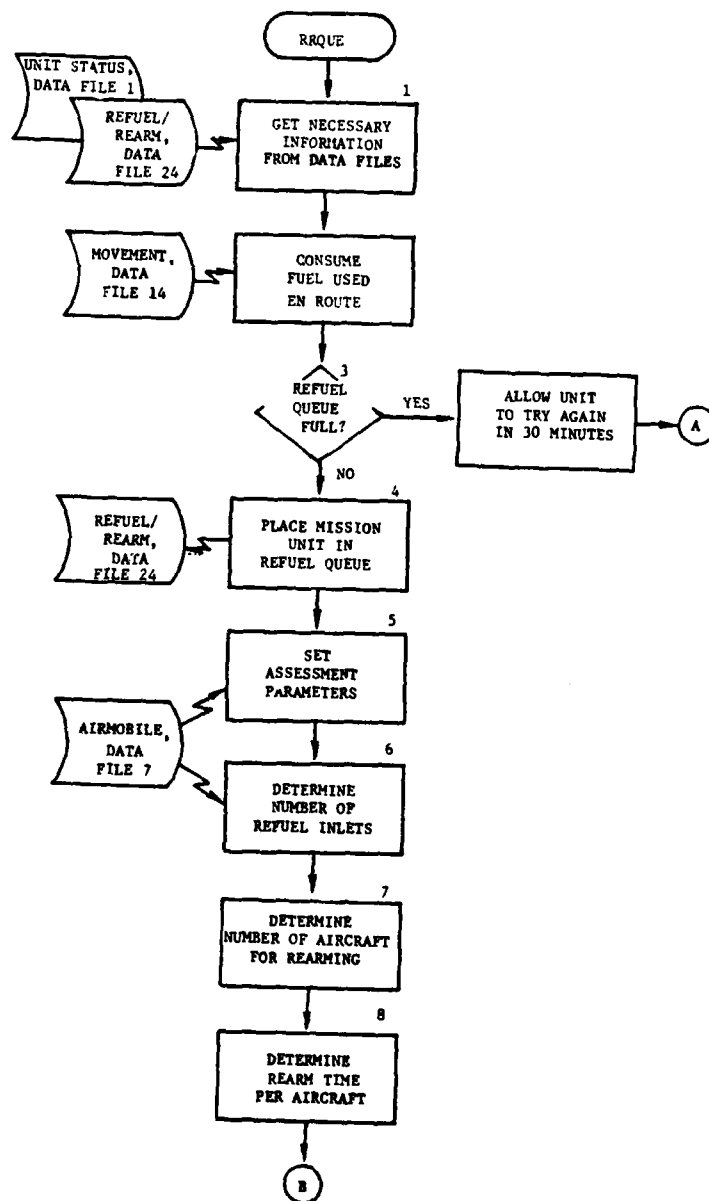 RRQUE
UNIT STATUS,
DATA FILE 1
REFUEL/
REARM,
DATA
FILE 24
1
GET NECESSARY
INFORMATION
FROM DATA FILES
MOVEMENT,
DATA
FILE 14
CONSUME
FUEL USED
EN ROUTE
3
REFUEL
QUEUE
FULL?
YES
ALLOW UNIT
TO TRY AGAIN
IN 30 MINUTES
A
NO
4
REFUEL/
REARM,
DATA
FILE 24
PLACE MISSION
UNIT IN
REFUEL QUEUE
5
SET
ASSESSMENT
PARAMETERS
AIRMOBILE,
DATA
FILE 7
6
DETERMINE
NUMBER OF
REFUEL INLETS
7
DETERMINE
NUMBER OF AIRCRAFT
FOR REARMING
8
DETERMINE
REARM TIME
PER AIRCRAFT
B